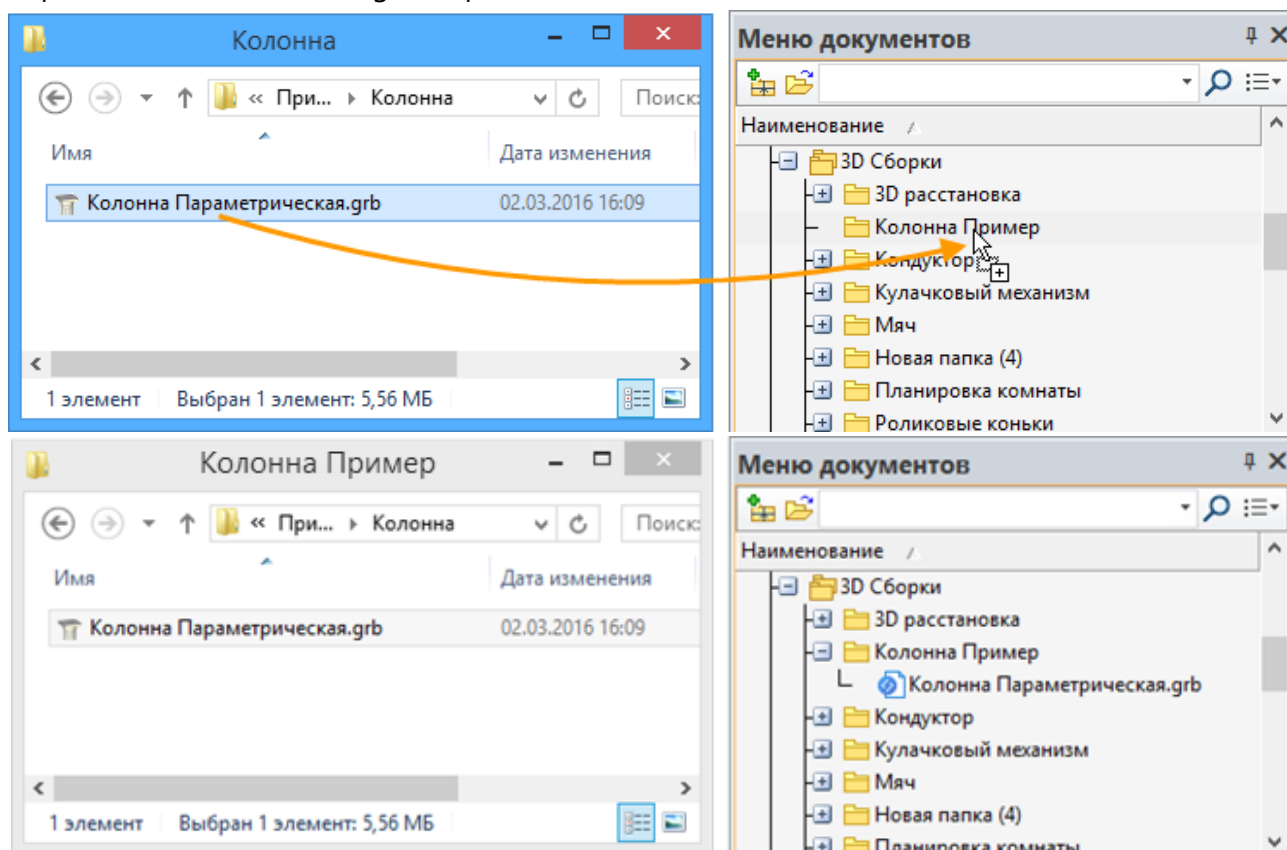 Колонна
« При... Колонна
Поиск:
Имя
Дата изменения
Колонна Параметрическая.grb
02.03.2016 16:09
1 элемент
Выбран 1 элемент: 5,56 МБ
Меню документов
Наименование
3D Сборки
3D расстановка
Колонна Пример
Кондуктор
Кулачковый механизм
Мяч
Новая папка (4)
Планировка комнаты
Роликовые коньки
Колонна Пример
« При... Колонна
Поиск:
Имя
Дата изменения
Колонна Параметрическая.grb
02.03.2016 16:09
1 элемент
Выбран 1 элемент: 5,56 МБ
Меню документов
Наименование
3D Сборки
3D расстановка
Колонна Пример
Колонна Параметрическая.grb
Кондуктор
Кулачковый механизм
Мяч
Новая папка (4)
Планировка комнаты